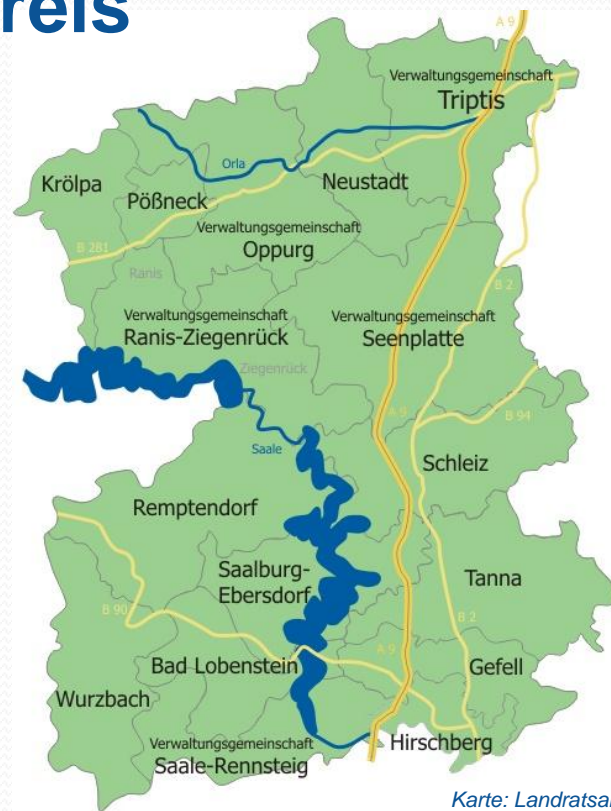 reis
A 9
Verwaltungsgemeinschaft
Triptis
Orla
Krölpa
Pößneck
Neustadt
Verwaltungsgemeinschaft
Oppurg
B 281
Ranis
B 2
Verwaltungsgemeinschaft
Ranis-Ziegenrück
Verwaltungsgemeinschaft
Seenplatte
Ziegenrück
A 9
B 94
Saale
Schleiz
Remptendorf
Saalburg-
Ebersdorf
Tanna
B 90
B 2
A 9
Bad Lobenstein
Gefell
Wurzbach
Verwaltungsgemeinschaft
Saale-Rennsteig
Hirschberg
Karte: Landratsa